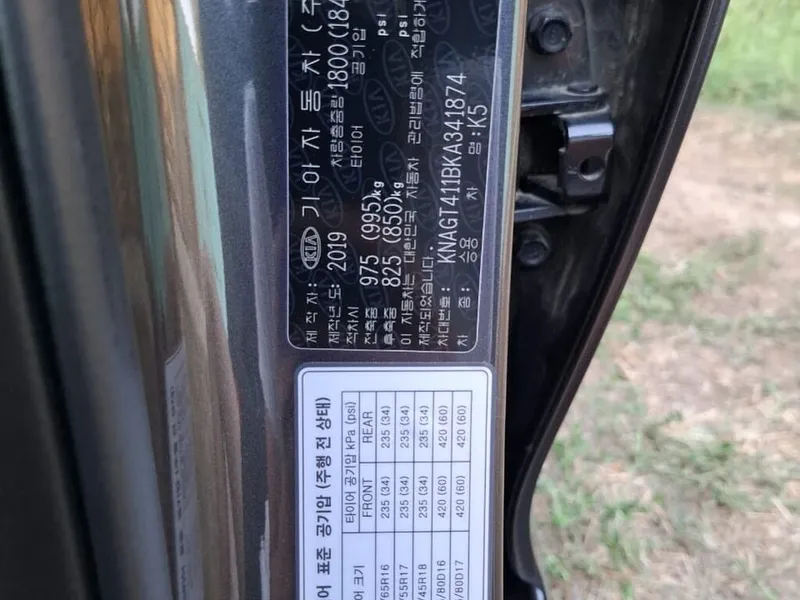 제 작 자: KIA 기 아 자 동 차 (주
제작년 도: 2019 차량총중량 1800 (184
적차시 타이어 공기압
전축중 975 (995)kg psi
후축중 825 (850)kg psi
이 자동차는 대한민국 자동차 관리법령에 적합하게
제작되었습니다.
차대번호: KNAGT411BKA341874
차 종: 승용 차 명:K5
어 표준 공기압 (주행 전 상태)
어 크기 타이어 공기압 kPa (psi)
FRONT REAR
/65R16 235 (34) 235 (34)
/55R17 235 (34) 235 (34)
/45R18 235 (34) 235 (34)
/80D16 420 (60) 420 (60)
/80D17 420 (60) 420 (60)